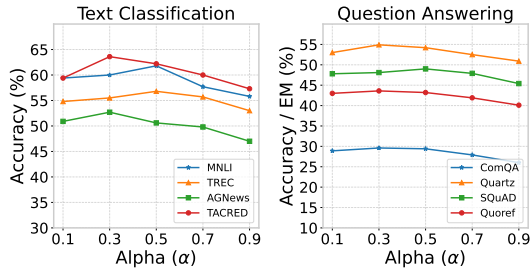 Text Classification
Accuracy (%)
65
60
55
50
45
40
35
30
0.1 0.3 0.5 0.7 0.9
Alpha (α)
MNLI
TREC
AGNews
TACRED
Question Answering
Accuracy / EM (%)
55
50
45
40
35
30
25
20
15
10
0.1 0.3 0.5 0.7 0.9
Alpha (α)
ComQA
Quartz
SQuAD
Quoref